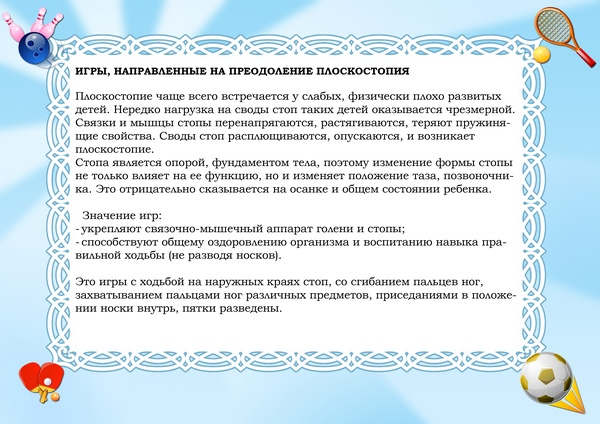 ИГРЫ, НАПРАВЛЕННЫЕ НА ПРЕОДОЛЕНИЕ ПЛОСКОСТОПИЯ
Плоскостопие чаще всего встречается у слабых, физически плохо развитых
детей. Нередко нагрузка на своды стоп таких детей оказывается чрезмерной.
Связки и мышцы стопы перенапрягаются, растягиваются, теряют пружиня-
щие свойства. Своды стоп расплющиваются, опускаются, и возникает
плоскостопие.
Стопа является опорой, фундаментом тела, поэтому изменение формы стопы
не только влияет на ее функцию, но и изменяет положение таза, позвоночни-
ка. Это отрицательно сказывается на осанке и общем состоянии ребенка.
Значение игр:
- укрепляют связочно-мышечный аппарат голени и стопы;
- способствуют общему оздоровлению организма и воспитанию навыка пра-
вильной ходьбы (не разводя носков).
Это игры с ходьбой на наружных краях стоп, со сгибанием пальцев ног,
захватыванием пальцами ног различных предметов, приседаниями в положе-
нии носки внутрь, пятки разведены.